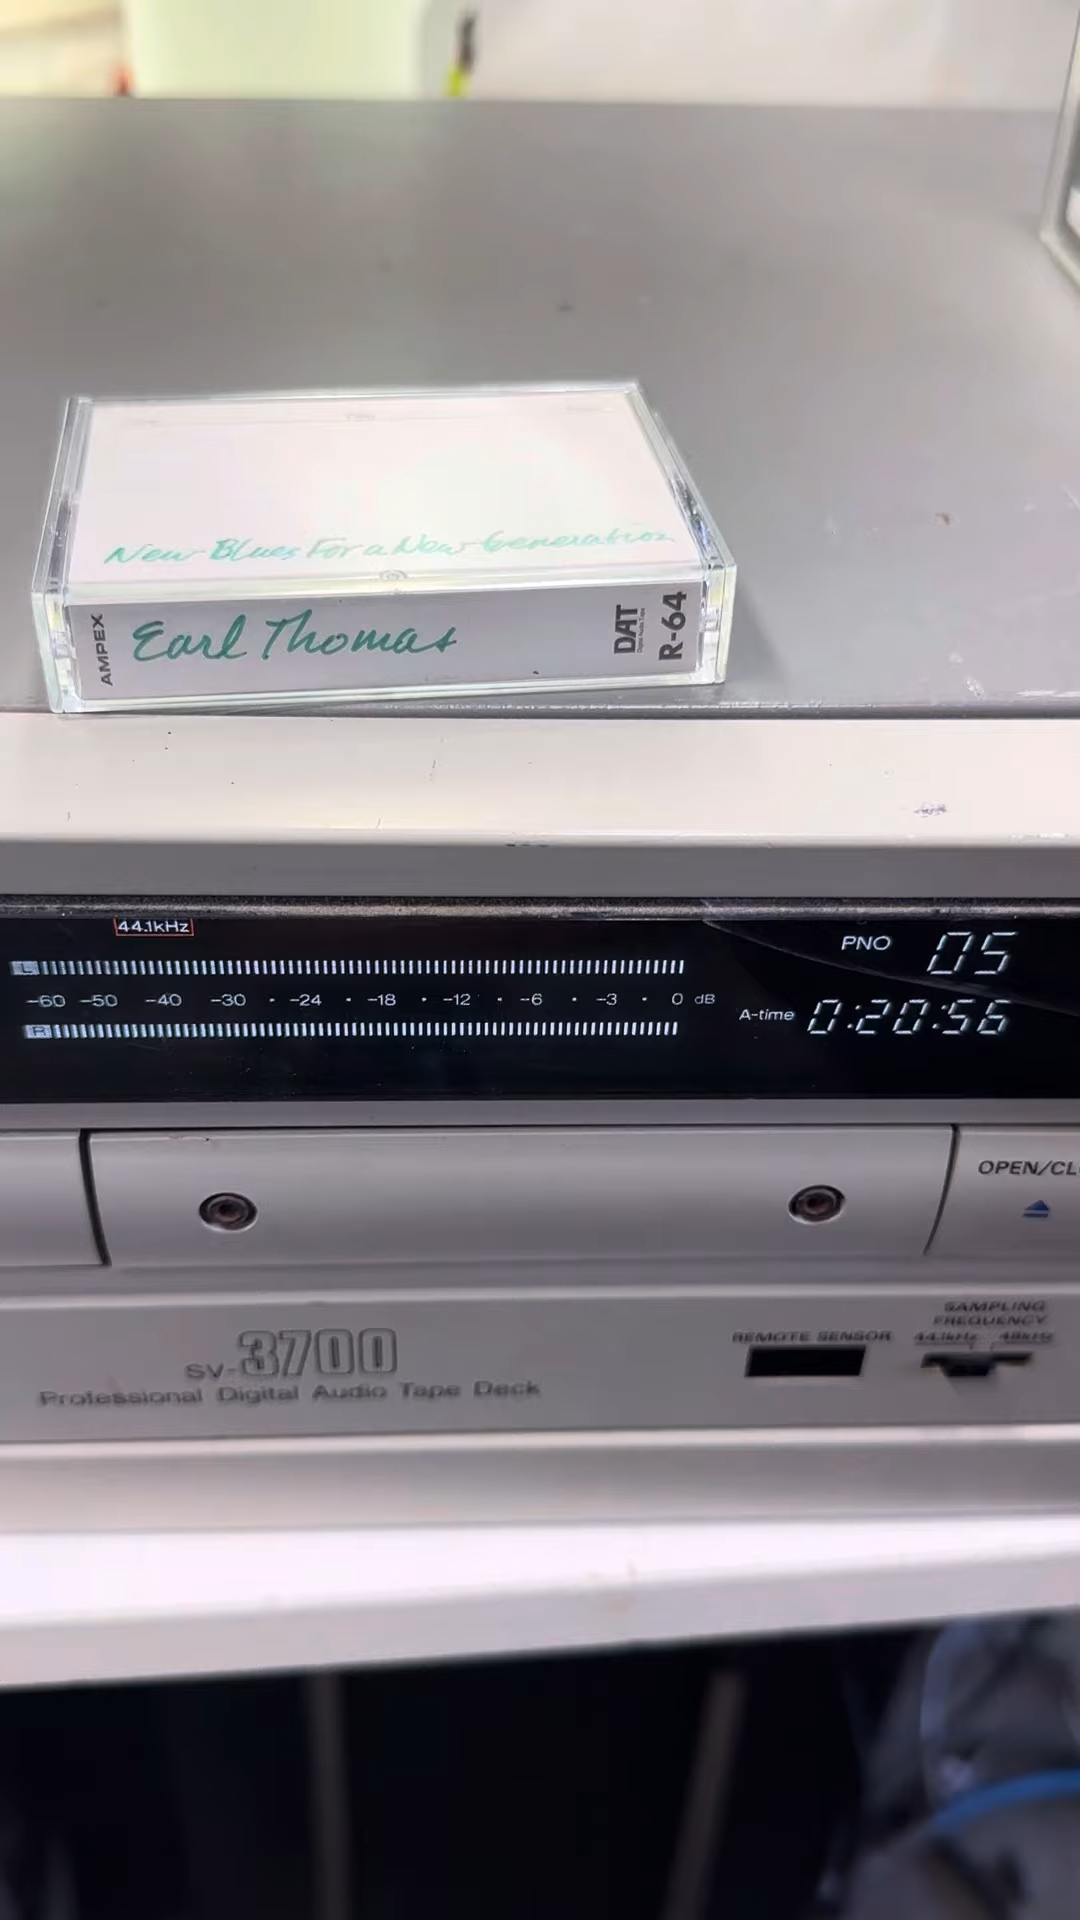 New Blues For a New Generation
AMPEX
Earl Thomas
DAT
R-64
44.1kHz
L
-60 -50 -40 -30 -24 -18 -12 -6 -3 0 dB
R
PNO 05
A-time 0:20:56
OPEN/CL
SV-3700
Professional Digital Audio Tape Deck
REMOTE SENSOR
SAMPLING
FREQUENCY
44.1kHz 48kHz